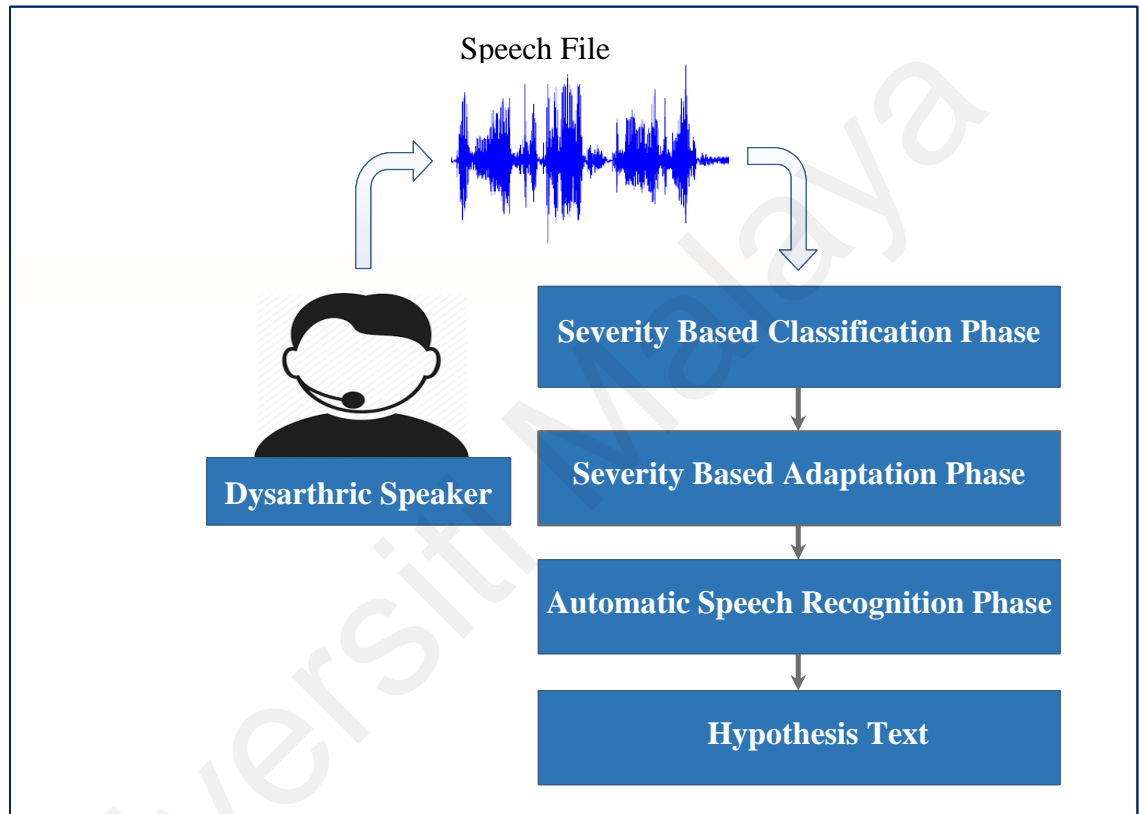 Speech File
Dysarthric Speaker
Severity Based Classification Phase
Severity Based Adaptation Phase
Automatic Speech Recognition Phase
Hypothesis Text
versiti Malaya